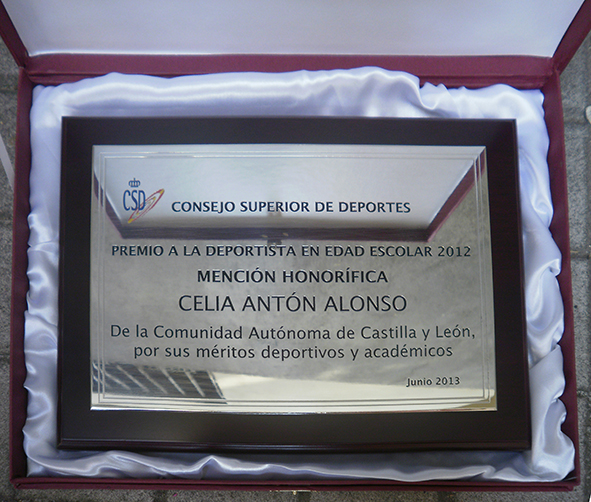 CSD
CONSEJO SUPERIOR DE DEPORTES
PREMIO A LA DEPORTISTA EN EDAD ESCOLAR 2012
MENCIÓN HONORÍFICA
CELIA ANTÓN ALONSO
De la Comunidad Autónoma de Castilla y León,
por sus méritos deportivos y académicos
Junio 2013